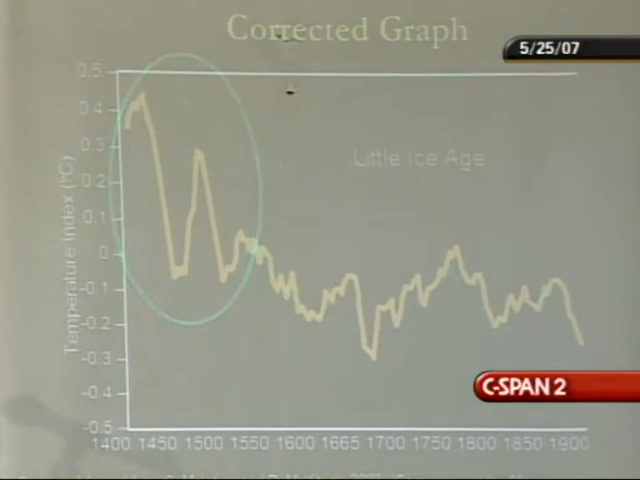 Corrected Graph
5/25/07
0.5
0.4
0.3
0.2
0.1
0
-0.1
-0.2
-0.3
-0.4
-0.5
Temperature Index (ºC)
Little Ice Age
C-SPAN 2
1400 1450 1500 1550 1600 1665 1700 1750 1800 1850 1900